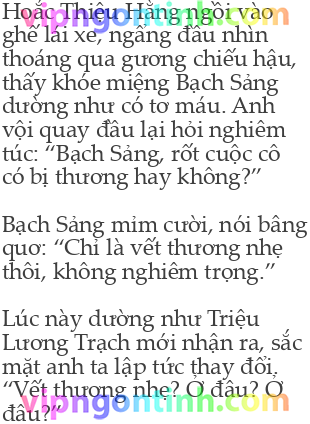 Hoắc Thiệu Hằng ngồi vào
ghế lái xe, ngẩng đầu nhìn
thoáng qua gương chiếu hậu,
thấy khóe miệng Bạch Sảng
dường như có tơ máu. Anh
vội quay đầu lại hỏi nghiêm
túc: “Bạch Sảng, rốt cuộc cô
có bị thương hay không?”
Bạch Sảng mỉm cười, nói bâng
quơ: “Chỉ là vết thương nhẹ
thôi, không nghiêm trọng.”
Lúc này dường như Triệu
Lương Trạch mới nhận ra, sắc
mặt anh ta lập tức thay đổi,
“Vết thương nhẹ? Ở đâu? Ở
đâu?”
vipngontinh.com
vipngontinh.com